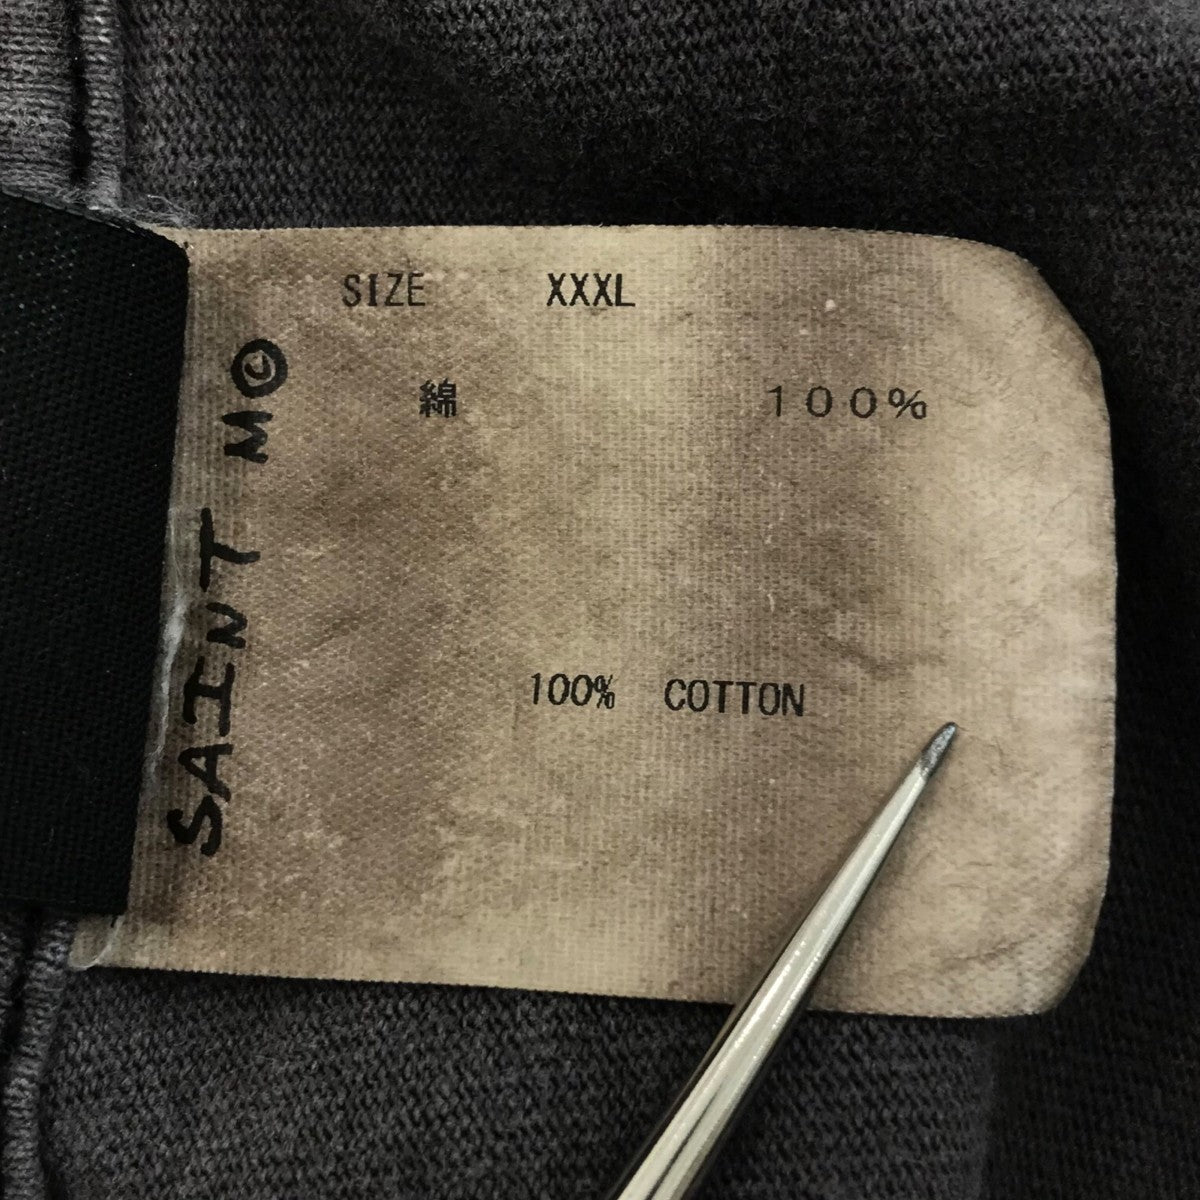 SIZE XXXL
綿 １００％
100% COTTON
SAINT M©